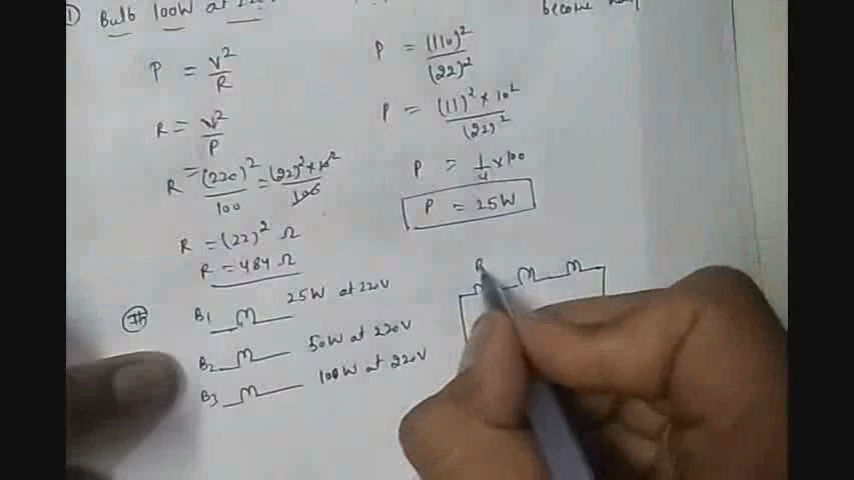 ① Bulb 100W at
become
P = V²/R
R = V²/P
R = (220)²/100 = (22)² × 10²/100
R = (22)² Ω
R = 484 Ω
P = (110)²/(22)²
P = (11)² × 10²/(22)²
P = 1/4 × 100
P = 25W
B₁ 25W at 220V
B₂ 50W at 220V
B₃ 100W at 220V